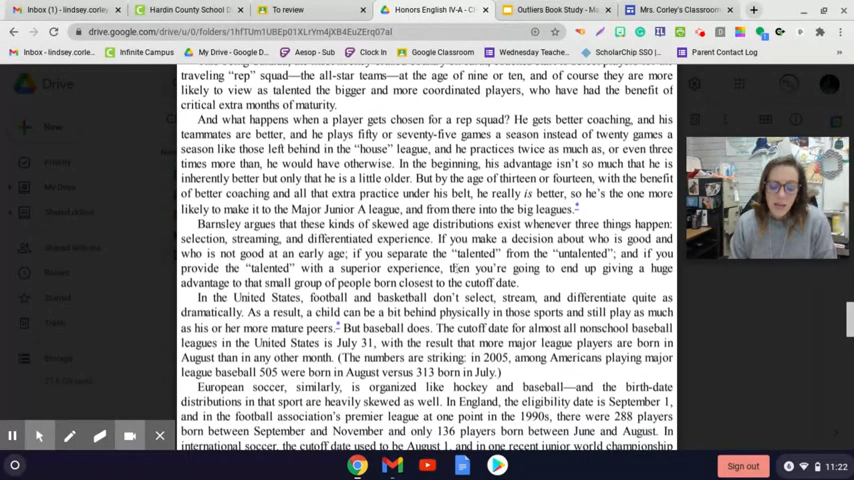 Inbox (1) - lindsey.corley
Hardin County School D
To review
Honors English IV-A - C
Outliers Book Study - Ma
Mrs. Corley's Classroom
drive.google.com/drive/u/0/folders/
Inbox (1) - lindsey.corle...
Infinite Campus
My Drive - Google D...
Aesop - Sub
Clock In
Google Classroom
Wednesday Teache...
ScholarChip SSO |...
Parent Contact Log
Drive
New
Priority
My Drive
Shared drives
Shared with me
Recent
Starred
Trash
Storage
traveling “rep” squad—the all-star teams—at the age of nine or ten, and of course they are more
likely to view as talented the bigger and more coordinated players, who have had the benefit of
critical extra months of maturity.
And what happens when a player gets chosen for a rep squad? He gets better coaching, and his
teammates are better, and he plays fifty or seventy-five games a season instead of twenty games a
season like those left behind in the “house” league, and he practices twice as much as, or even three
times more than, he would have otherwise. In the beginning, his advantage isn’t so much that he is
inherently better but only that he is a little older. But by the age of thirteen or fourteen, with the benefit
of better coaching and all that extra practice under his belt, he really is better, so he’s the one more
likely to make it to the Major Junior A league, and from there into the big leagues.*
Barnsley argues that these kinds of skewed age distributions exist whenever three things happen:
selection, streaming, and differentiated experience. If you make a decision about who is good and
who is not good at an early age; if you separate the “talented” from the “untalented”; and if you
provide the “talented” with a superior experience, then you’re going to end up giving a huge
advantage to that small group of people born closest to the cutoff date.
In the United States, football and basketball don’t select, stream, and differentiate quite as
dramatically. As a result, a child can be a bit behind physically in those sports and still play as much
as his or her more mature peers.* But baseball does. The cutoff date for almost all nonschool baseball
leagues in the United States is July 31, with the result that more major league players are born in
August than in any other month. (The numbers are striking: in 2005, among Americans playing major
league baseball 505 were born in August versus 313 born in July.)
European soccer, similarly, is organized like hockey and baseball—and the birth-date
distributions in that sport are heavily skewed as well. In England, the eligibility date is September 1,
and in the football association’s premier league at one point in the 1990s, there were 288 players
born between September and November and only 136 players born between June and August. In
international soccer, the cutoff date used to be August 1, and in one recent junior world championship
Sign out
11:22